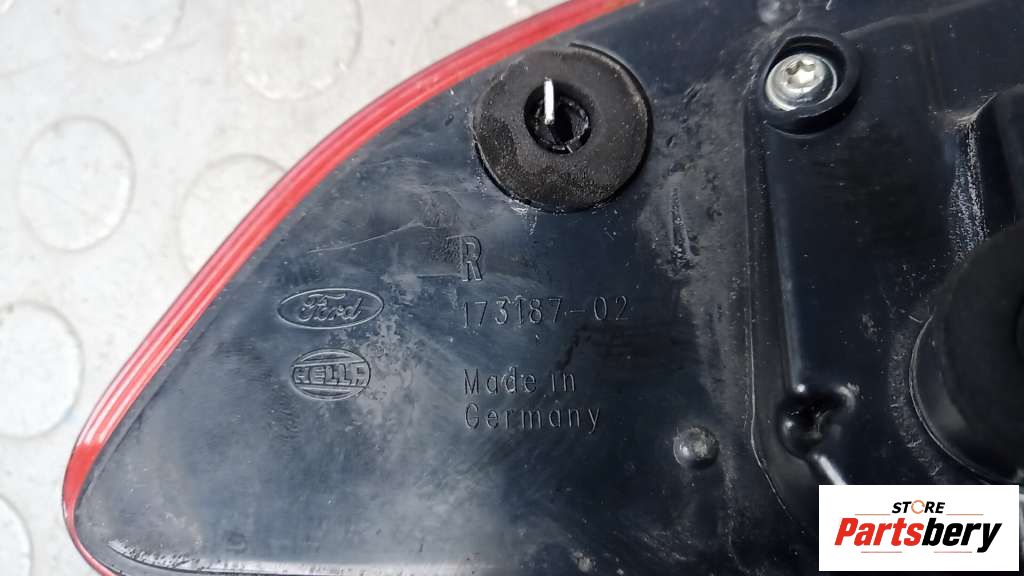 R
Ford
173187-02
HELLA
Made in
Germany
STORE
Partsbery